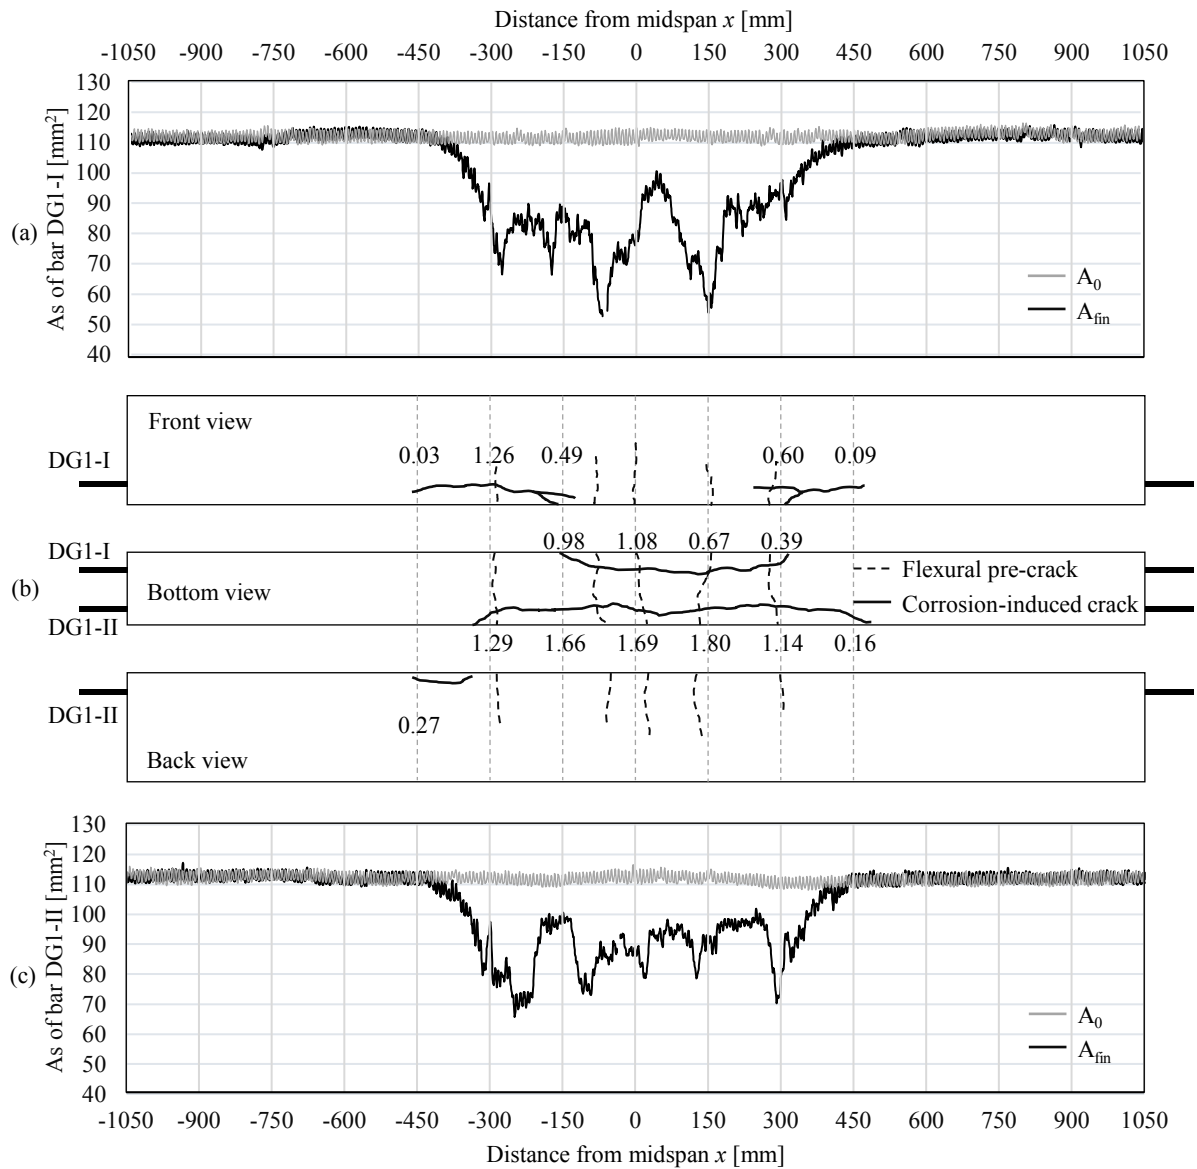 Distance from midspan x [mm]
-1050 -900 -750 -600 -450 -300 -150 0 150 300 450 600 750 900 1050
(a)
As of bar DG1-I [mm²]
130
120
110
100
90
80
70
60
50
40
A₀
A_fin
Front view
DG1-I
0.03 1.26 0.49 0.60 0.09
(b)
DG1-I
0.98 1.08 0.67 0.39
Bottom view
Flexural pre-crack
Corrosion-induced crack
DG1-II
1.29 1.66 1.69 1.80 1.14 0.16
DG1-II
0.27
Back view
(c)
As of bar DG1-II [mm²]
130
120
110
100
90
80
70
60
50
40
A₀
A_fin
-1050 -900 -750 -600 -450 -300 -150 0 150 300 450 600 750 900 1050
Distance from midspan x [mm]